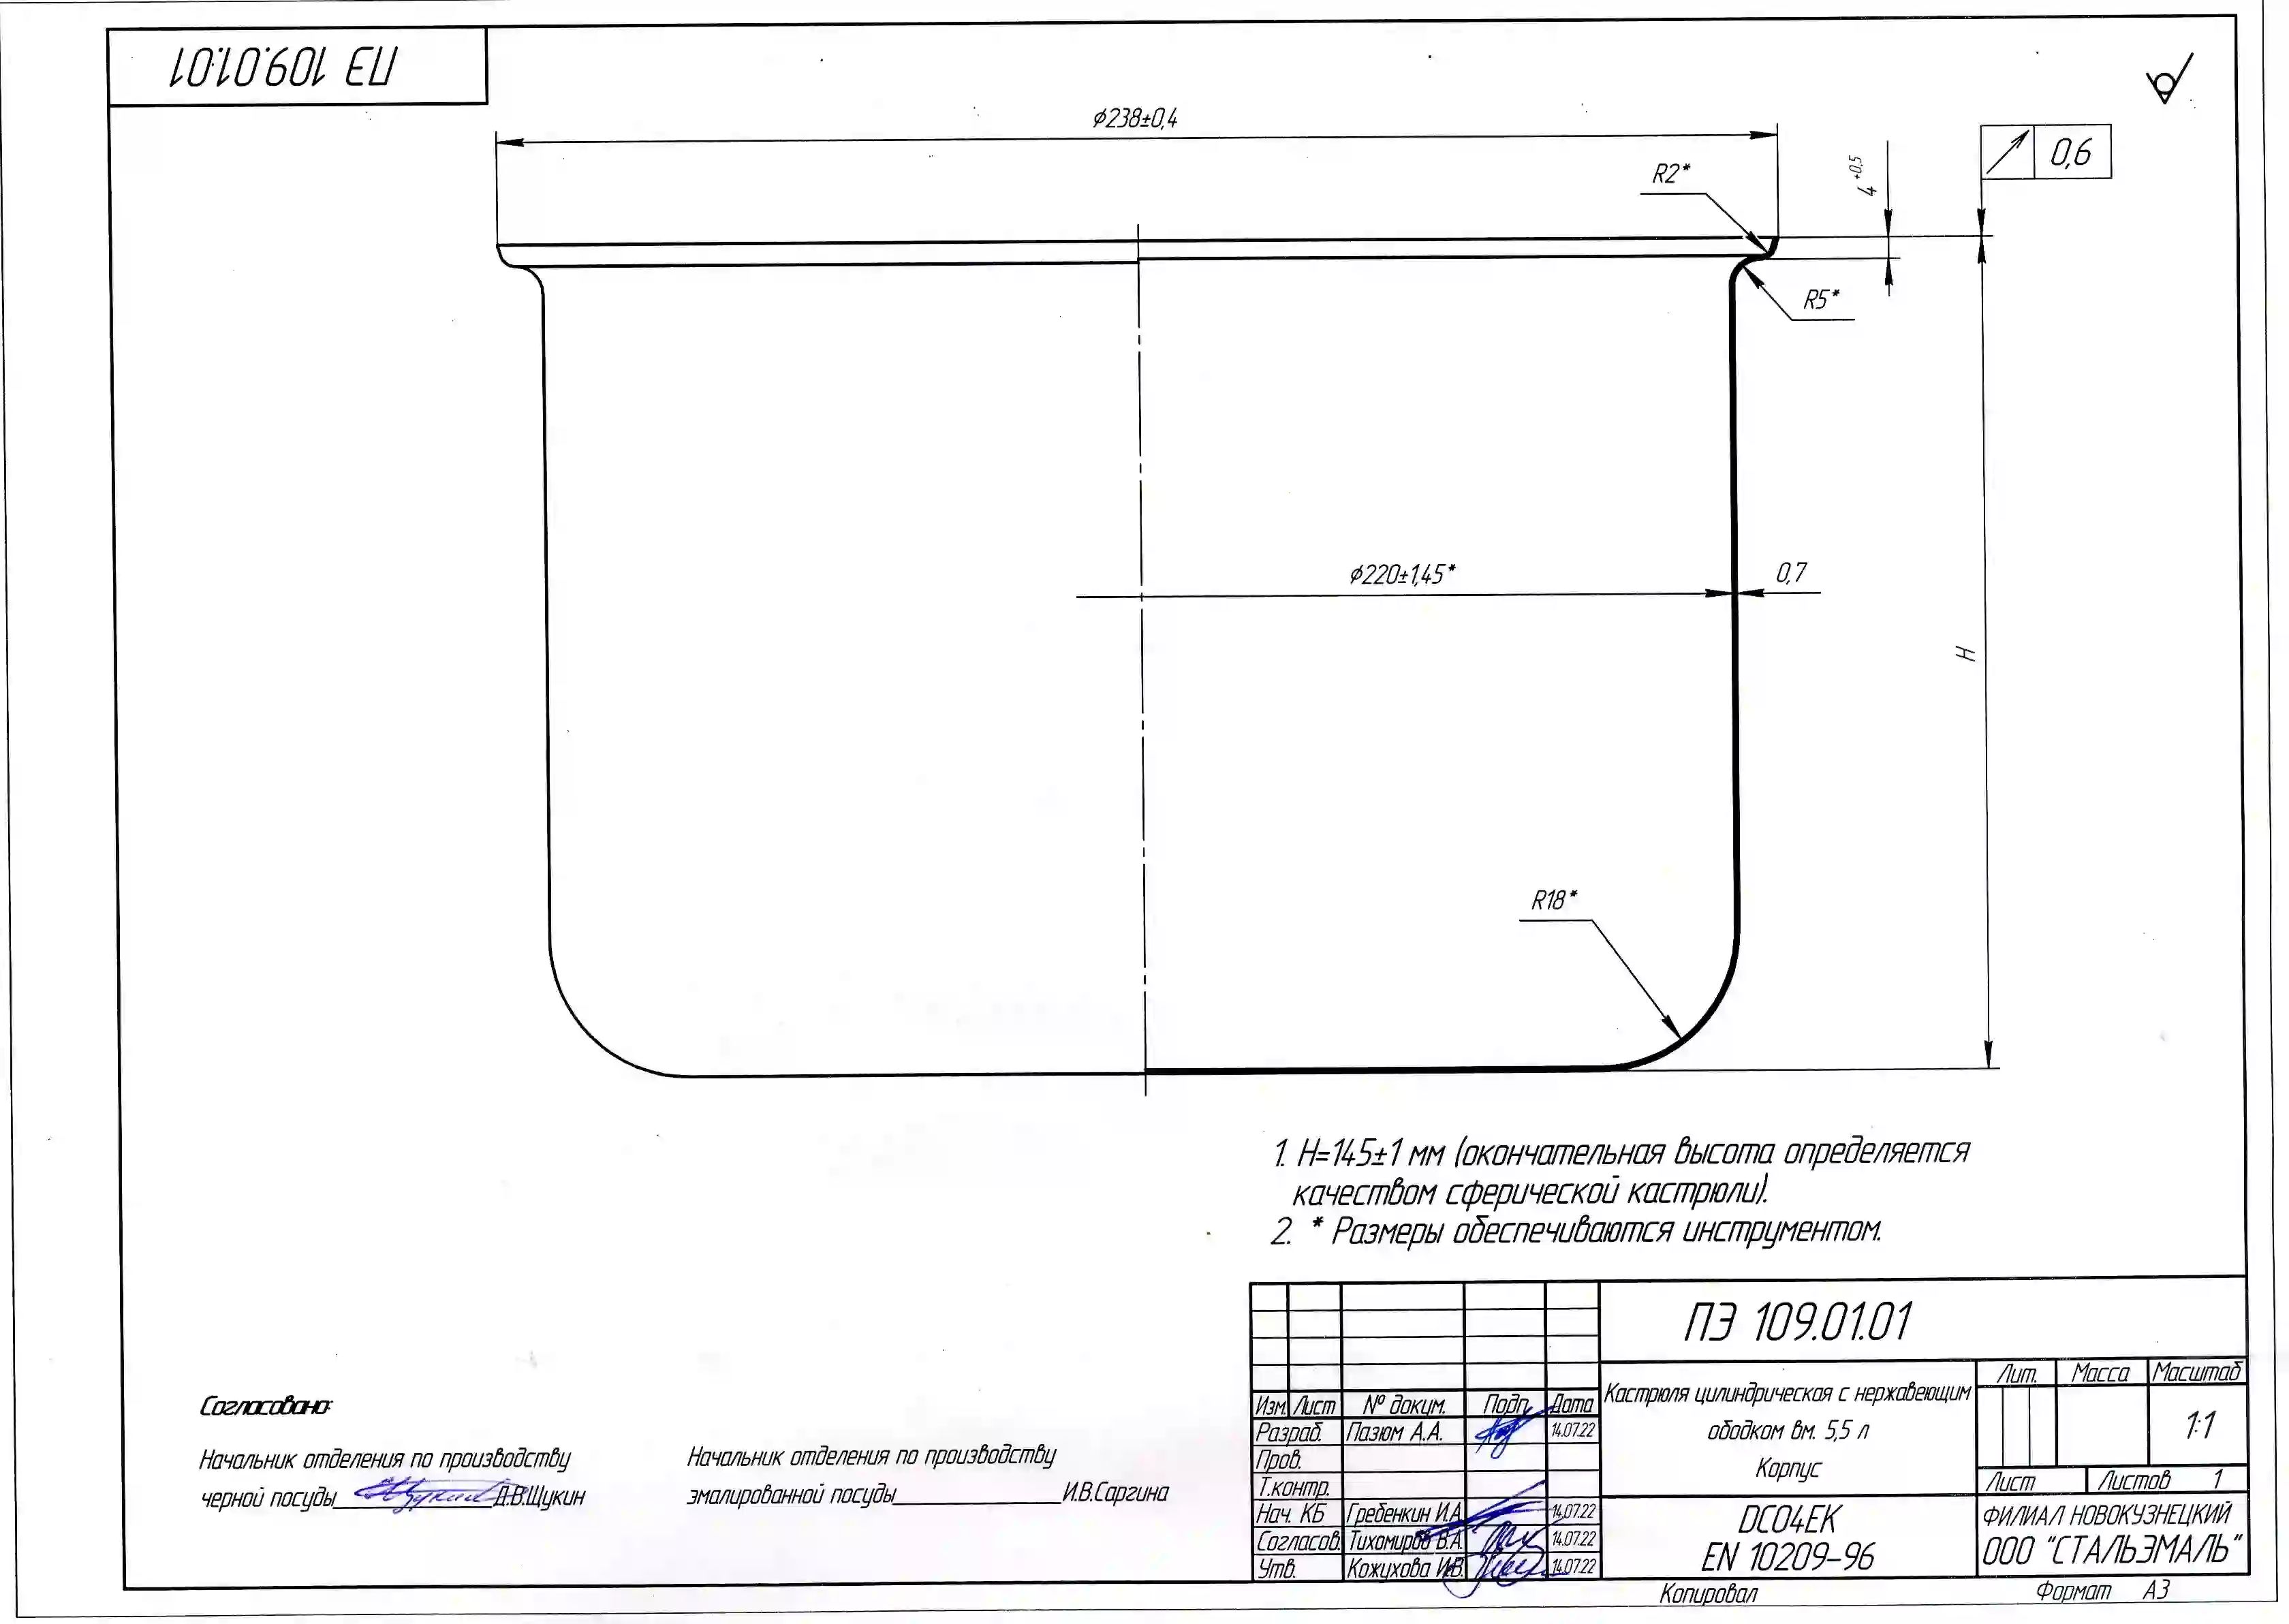 ПЭ 109.01.01
⌀238±0,4
R2*
4 +0,5
0,6
R5*
⌀220±1,45*
0,7
H
R18*
1. H=145±1 мм (окончательная высота определяется
качеством сферической кастрюли).
2. * Размеры обеспечиваются инструментом.
Согласовано:
Начальник отделения по производству
черной посуды Д.В.Щукин
Начальник отделения по производству
эмалированной посуды И.В.Саргина
ПЭ 109.01.01
Изм. Лист № докум. Подп. Дата
Разраб. Пазюм А.А. 14.07.22
Пров.
Т.контр.
Нач. КБ Гребенкин И.А. 14.07.22
Согласов. Тихомиров В.А. 14.07.22
Утв. Кожухова И.В. 14.07.22
Кастрюля цилиндрическая с нержавеющим
ободком вм. 5,5 л
Корпус
Лит. Масса Масштаб
1:1
Лист Листов 1
DC04EK
EN 10209-96
ФИЛИАЛ НОВОКУЗНЕЦКИЙ
ООО "СТАЛЬЭМАЛЬ"
Копировал
Формат А3